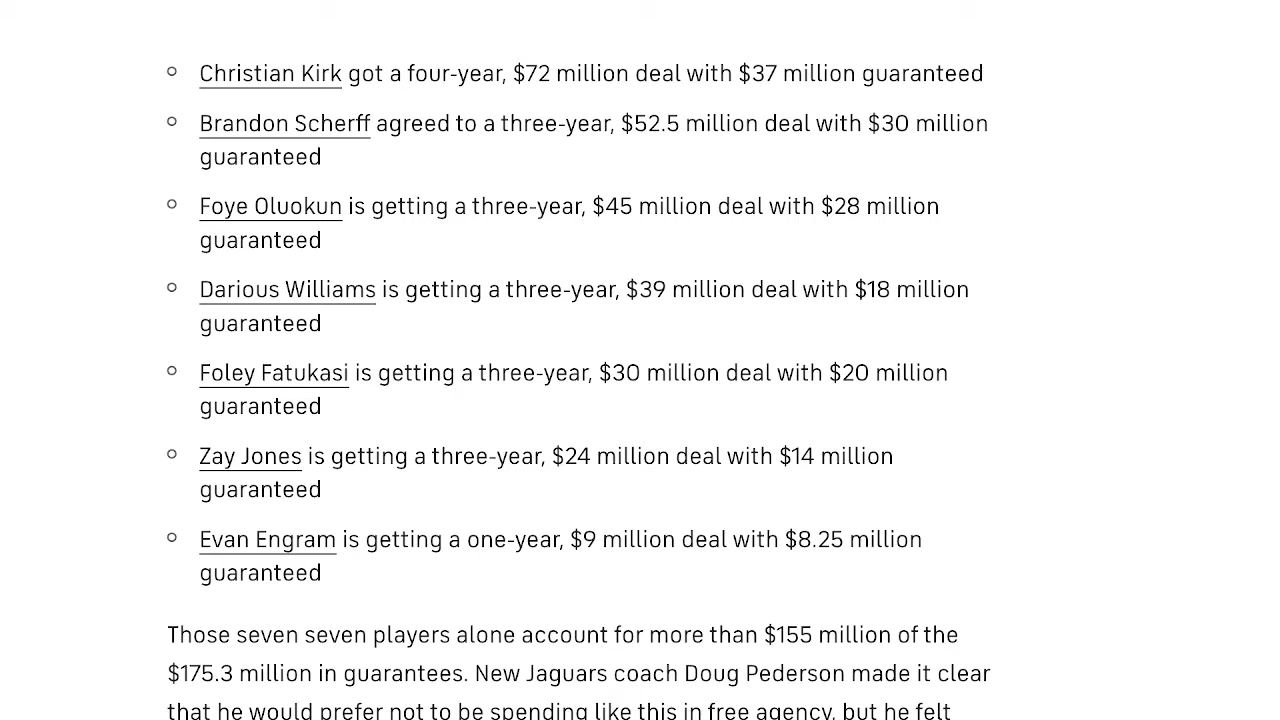 Christian Kirk got a four-year, $72 million deal with $37 million guaranteed
Brandon Scherff agreed to a three-year, $52.5 million deal with $30 million
guaranteed
Foye Oluokun is getting a three-year, $45 million deal with $28 million
guaranteed
Darious Williams is getting a three-year, $39 million deal with $18 million
guaranteed
Foley Fatukasi is getting a three-year, $30 million deal with $20 million
guaranteed
Zay Jones is getting a three-year, $24 million deal with $14 million
guaranteed
Evan Engram is getting a one-year, $9 million deal with $8.25 million
guaranteed
Those seven seven players alone account for more than $155 million of the
$175.3 million in guarantees. New Jaguars coach Doug Pederson made it clear
that he would prefer not to be spending like this in free agency, but he felt